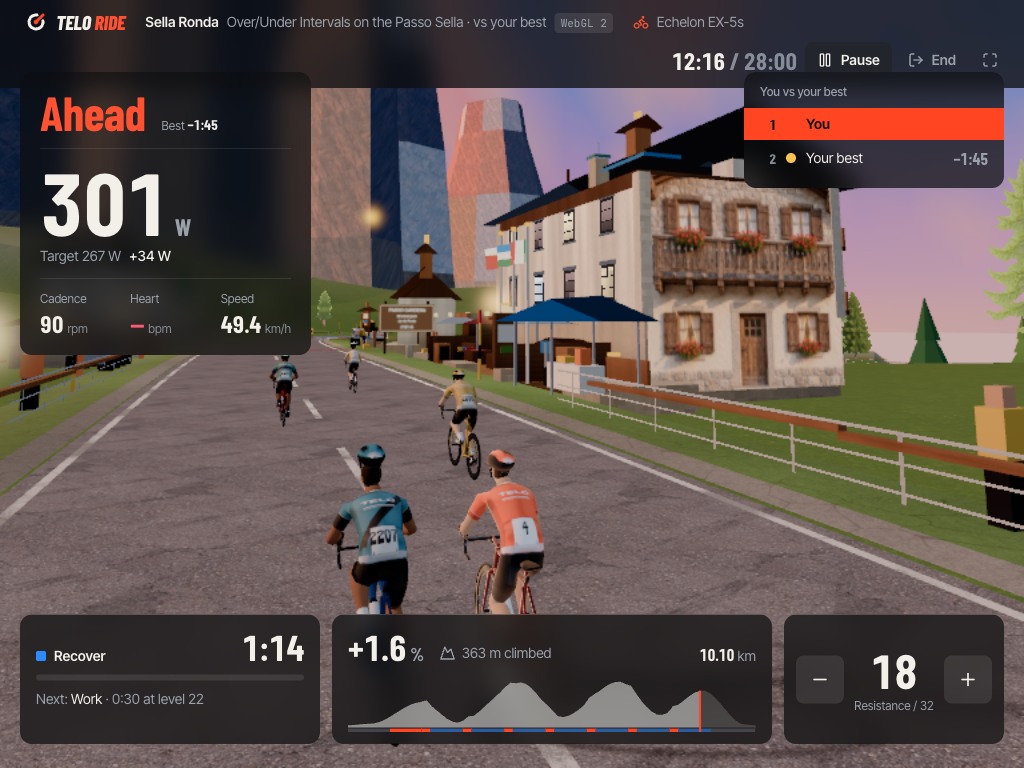 TELO RIDE Sella Ronda Over/Under Intervals on the Passo Sella · vs your best WebGL 2 Echelon EX-5s
12:16 / 28:00 Pause End
Ahead Best −1:45
301 W
Target 267 W +34 W
Cadence Heart Speed
90 rpm — bpm 49.4 km/h
You vs your best
1 You
2 Your best −1:45
TELO
2207
4
Recover 1:14
Next: Work · 0:30 at level 22
+1.6 % 363 m climbed 10.10 km
− 18 +
Resistance / 32